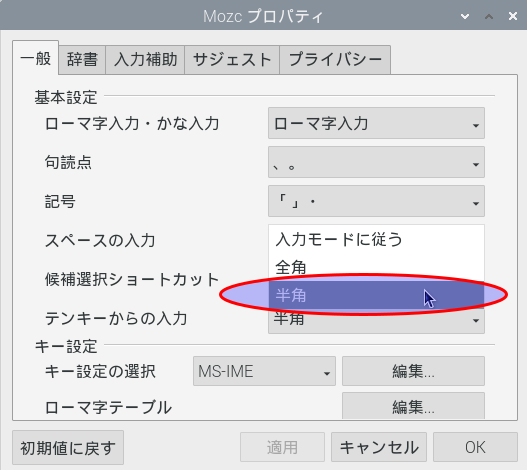 Mozc プロパティ
一般 辞書 入力補助 サジェスト プライバシー
基本設定
ローマ字入力・かな入力 ローマ字入力
句読点 、。
記号 「」・
スペースの入力 入力モードに従う
全角
候補選択ショートカット
半角
テンキーからの入力 半角
キー設定
キー設定の選択 MS-IME 編集...
ローマ字テーブル 編集...
初期値に戻す 適用 キャンセル OK